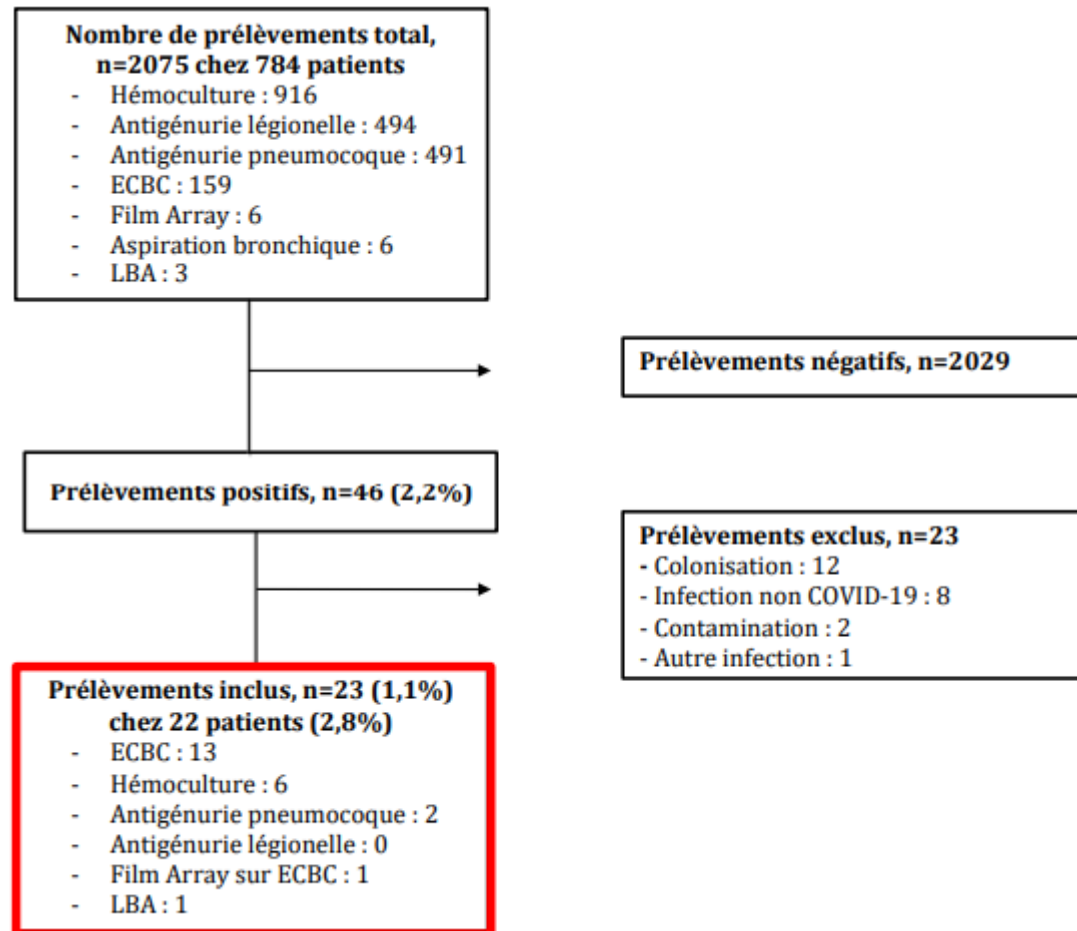 Nombre de prélèvements total,
n=2075 chez 784 patients
- Hémoculture : 916
- Antigénurie légionelle : 494
- Antigénurie pneumocoque : 491
- ECBC : 159
- Film Array : 6
- Aspiration bronchique : 6
- LBA : 3
Prélèvements négatifs, n=2029
Prélèvements positifs, n=46 (2,2%)
Prélèvements exclus, n=23
- Colonisation : 12
- Infection non COVID-19 : 8
- Contamination : 2
- Autre infection : 1
Prélèvements inclus, n=23 (1,1%)
chez 22 patients (2,8%)
- ECBC : 13
- Hémoculture : 6
- Antigénurie pneumocoque : 2
- Antigénurie légionelle : 0
- Film Array sur ECBC : 1
- LBA : 1